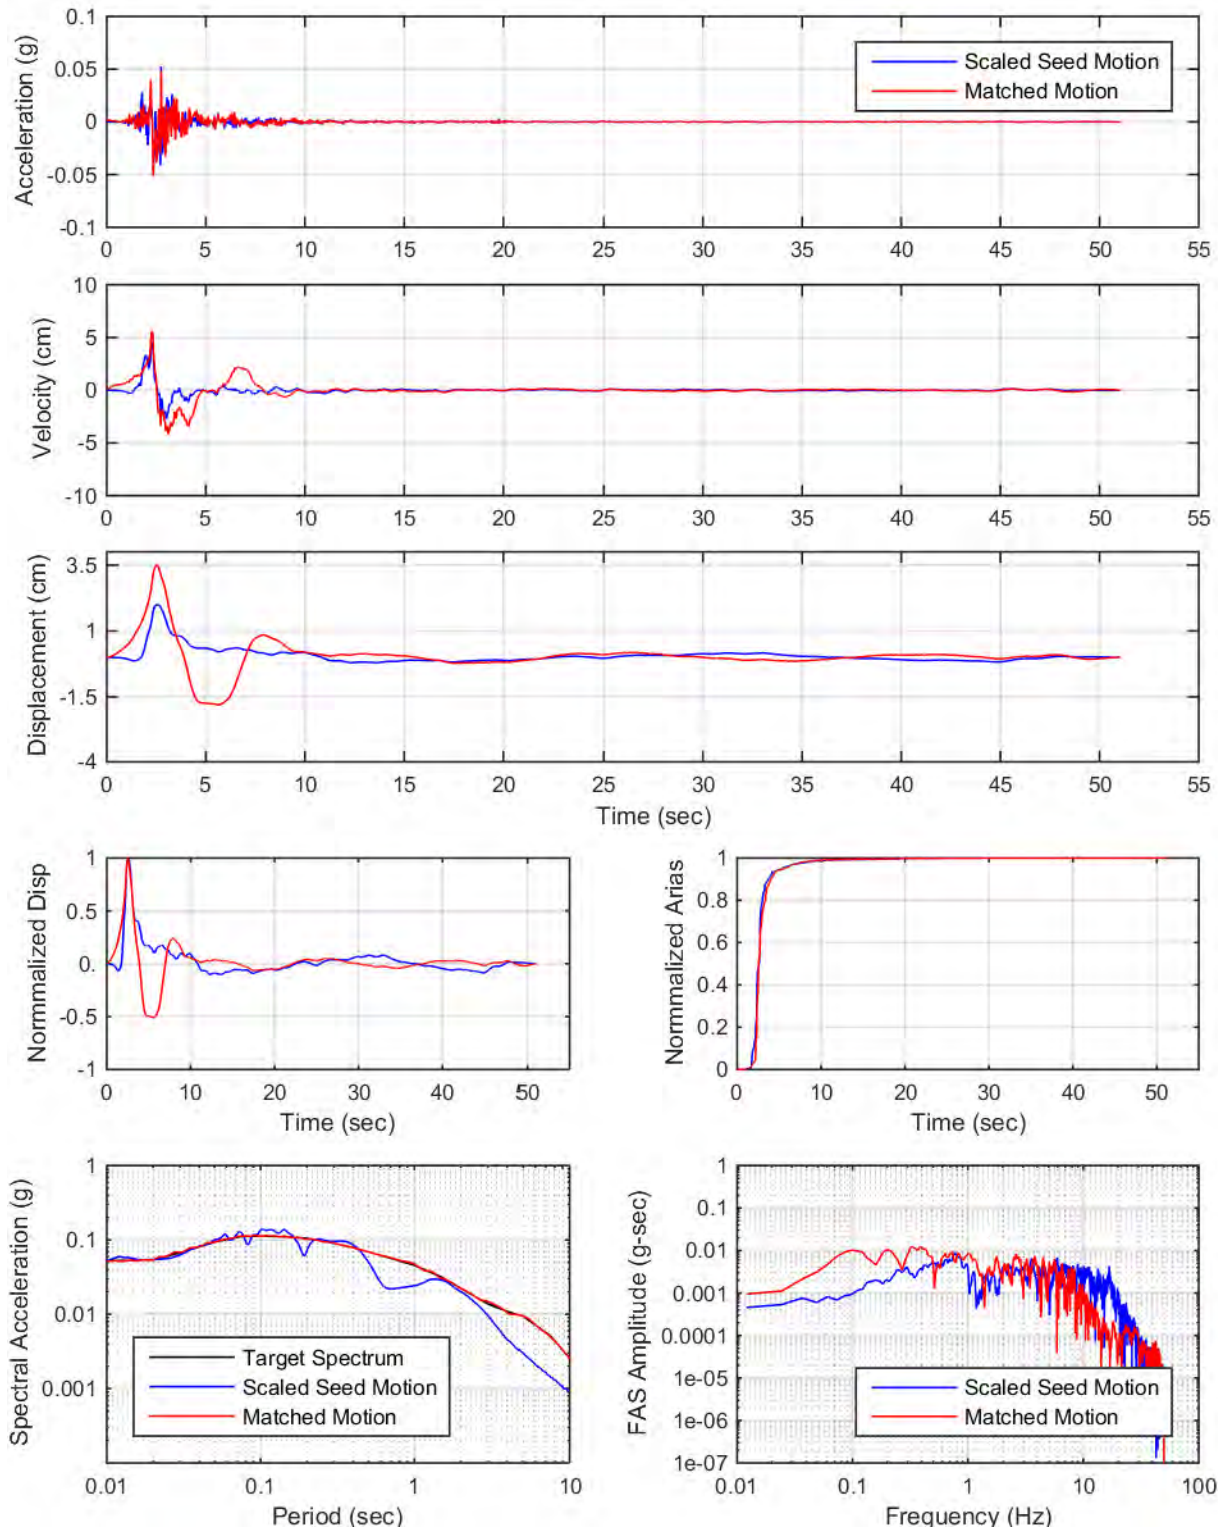 0.1
0.05
0
-0.05
-0.1
Acceleration (g)
Scaled Seed Motion
Matched Motion
0 5 10 15 20 25 30 35 40 45 50 55
10
5
0
-5
-10
Velocity (cm)
0 5 10 15 20 25 30 35 40 45 50 55
3.5
1
-1.5
-4
Displacement (cm)
0 5 10 15 20 25 30 35 40 45 50 55
Time (sec)
1
0.5
0
-0.5
-1
Normmalized Disp
0 10 20 30 40 50
Time (sec)
1
0.8
0.6
0.4
0.2
0
Normmalized Arias
0 10 20 30 40 50
Time (sec)
1
0.1
0.01
0.001
Spectral Acceleration (g)
Target Spectrum
Scaled Seed Motion
Matched Motion
0.01 0.1 1 10
Period (sec)
1
0.1
0.01
0.001
0.0001
1e-05
1e-06
1e-07
FAS Amplitude (g-sec)
Scaled Seed Motion
Matched Motion
0.01 0.1 1 10 100
Frequency (Hz)